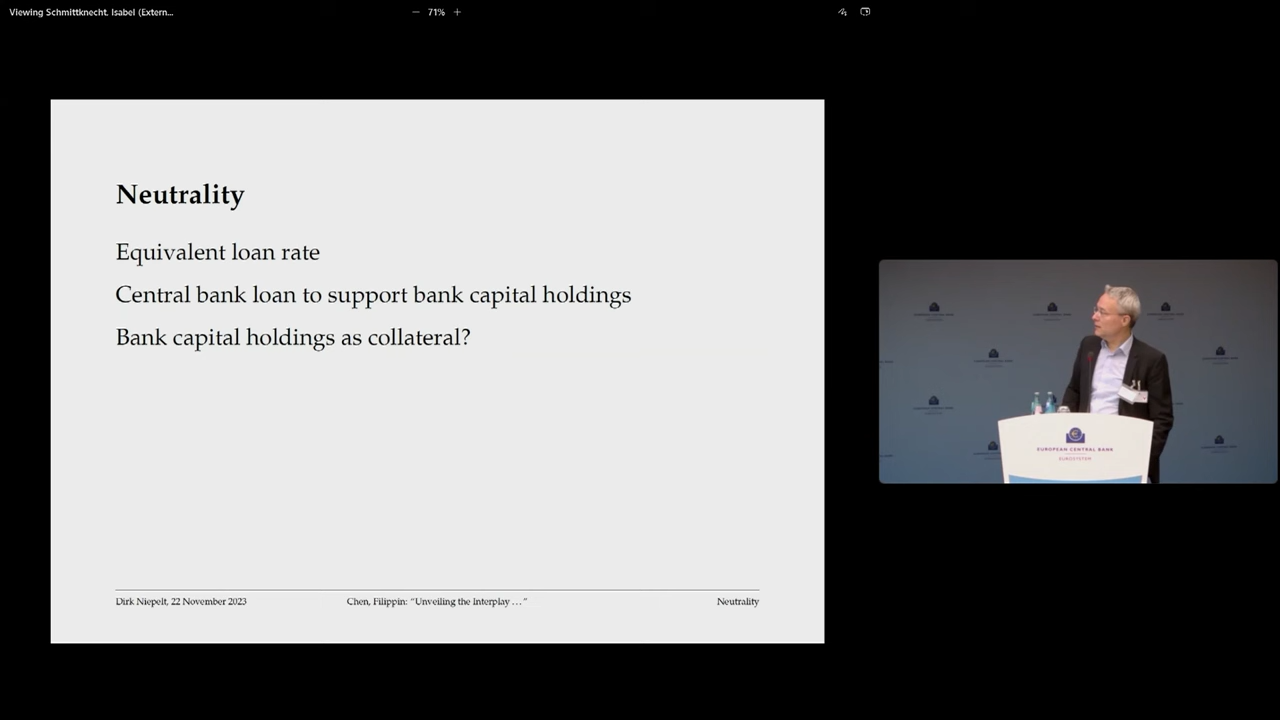 Viewing Schmittknecht, Isabel (Extern...
71%
Neutrality
Equivalent loan rate
Central bank loan to support bank capital holdings
Bank capital holdings as collateral?
Dirk Niepelt, 22 November 2023
Chen, Filippin: “Unveiling the Interplay ...“
Neutrality
EUROPEAN CENTRAL BANK
EUROSYSTEM